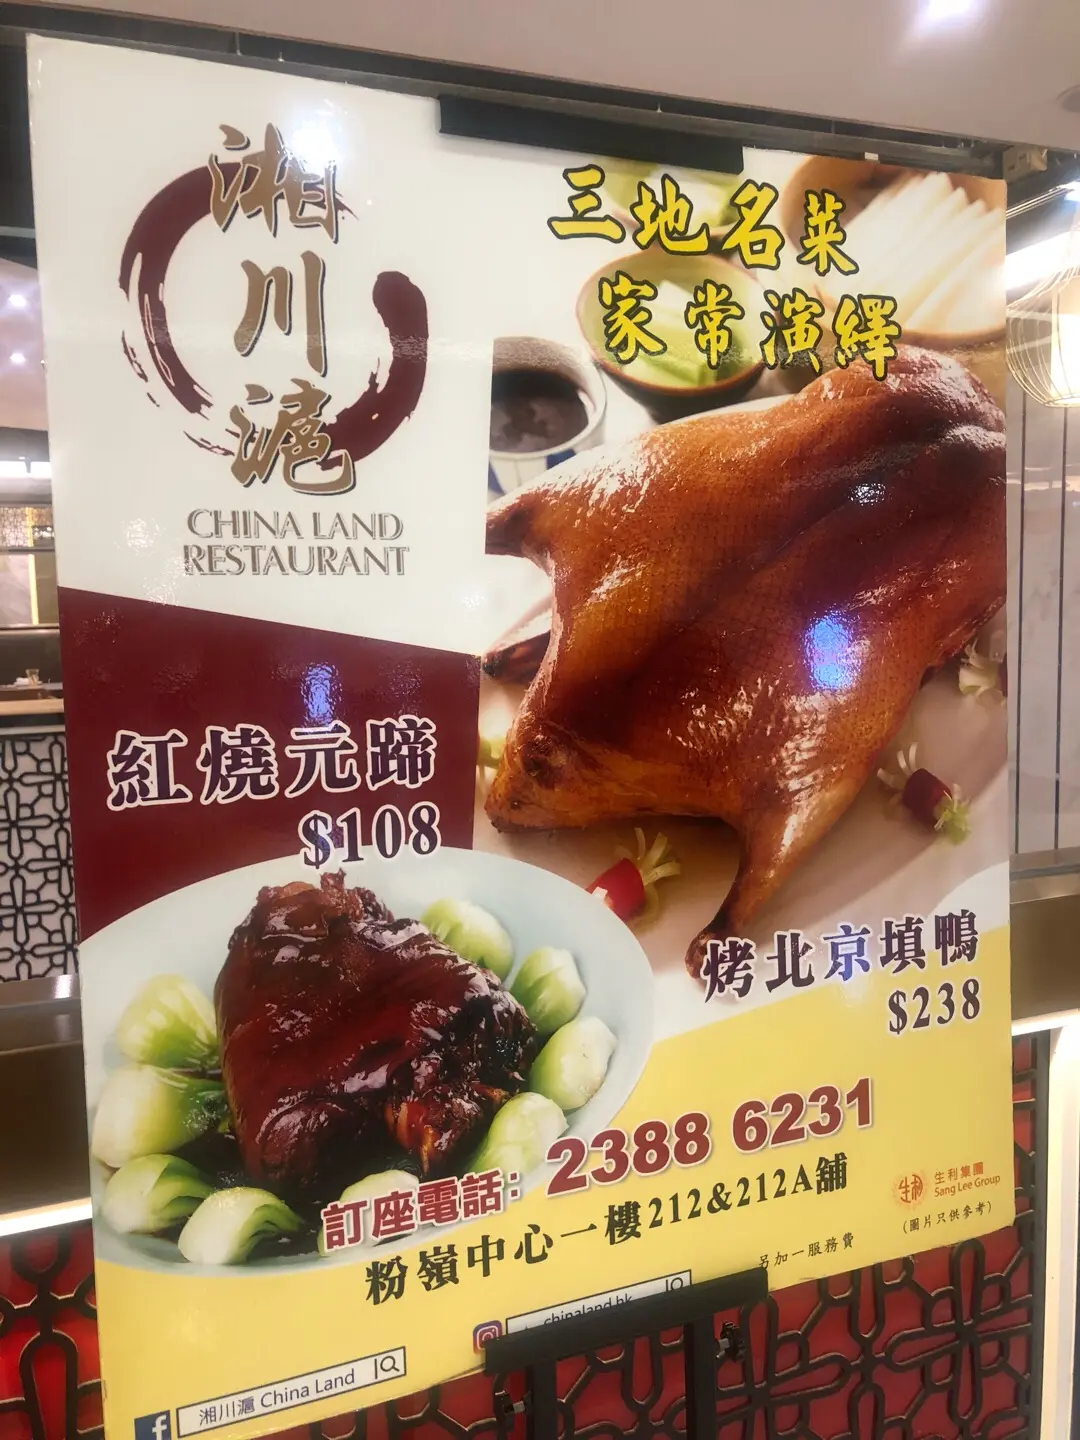 湘川滬
CHINA LAND
RESTAURANT
三地名菜
家常演繹
紅燒元蹄
$108
烤北京填鴨
$238
訂座電話: 2388 6231
粉嶺中心一樓212&212A舖
生利集團
Sang Lee Group
(圖片只供參考)
另加一服務費
chinaland.hk
湘川滬 China Land